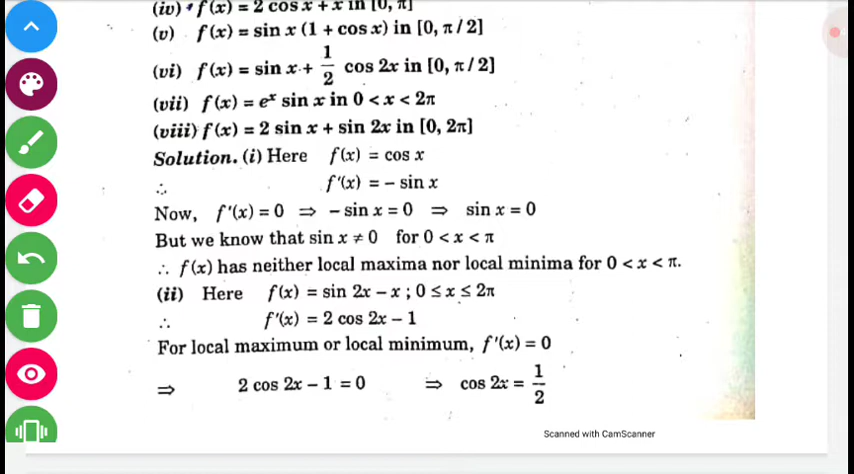 (iv) f(x) = 2 cos x + x in [0, π]
(v) f(x) = sin x (1 + cos x) in [0, π / 2]
(vi) f(x) = sin x + 1/2 cos 2x in [0, π / 2]
(vii) f(x) = eˣ sin x in 0 < x < 2π
(viii) f(x) = 2 sin x + sin 2x in [0, 2π]
Solution. (i) Here f(x) = cos x
∴ f'(x) = – sin x
Now, f'(x) = 0 ⇒ – sin x = 0 ⇒ sin x = 0
But we know that sin x ≠ 0 for 0 < x < π
∴ f(x) has neither local maxima nor local minima for 0 < x < π.
(ii) Here f(x) = sin 2x – x ; 0 ≤ x ≤ 2π
∴ f'(x) = 2 cos 2x – 1
For local maximum or local minimum, f'(x) = 0
⇒ 2 cos 2x – 1 = 0 ⇒ cos 2x = 1/2
Scanned with CamScanner